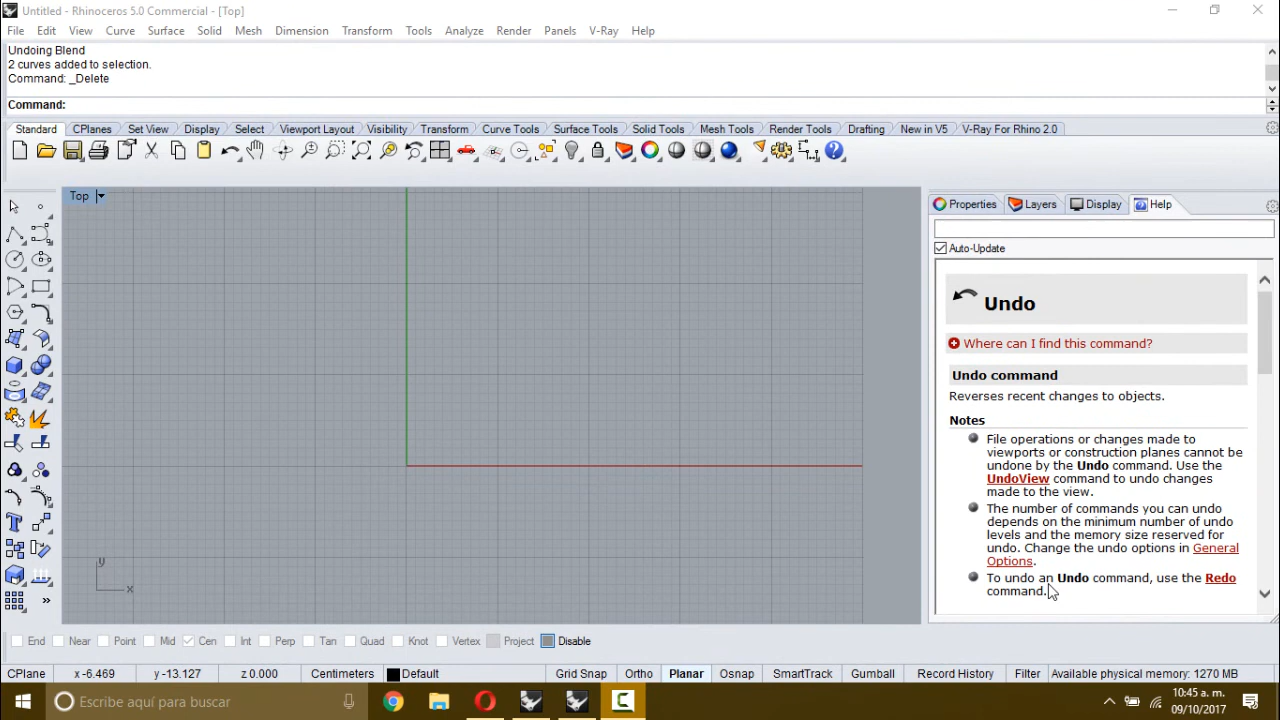 Untitled - Rhinoceros 5.0 Commercial - [Top]
File Edit View Curve Surface Solid Mesh Dimension Transform Tools Analyze Render Panels V-Ray Help
Undoing Blend
2 curves added to selection.
Command: _Delete
Command:
Standard CPlanes Set View Display Select Viewport Layout Visibility Transform Curve Tools Surface Tools Solid Tools Mesh Tools Render Tools Drafting New in V5 V-Ray For Rhino 2.0
Top
Properties Layers Display Help
Auto-Update
Undo
Where can I find this command?
Undo command
Reverses recent changes to objects.
Notes
File operations or changes made to
viewports or construction planes cannot be
undone by the Undo command. Use the
UndoView command to undo changes
made to the view.
The number of commands you can undo
depends on the minimum number of undo
levels and the memory size reserved for
undo. Change the undo options in General
Options.
To undo an Undo command, use the Redo
command.
y
x
End Near Point Mid Cen Int Perp Tan Quad Knot Vertex Project Disable
CPlane x -6.469 y -13.127 z 0.000 Centimeters Default Grid Snap Ortho Planar Osnap SmartTrack Gumball Record History Filter Available physical memory: 1270 MB
Escribe aquí para buscar
10:45 a. m.
09/10/2017